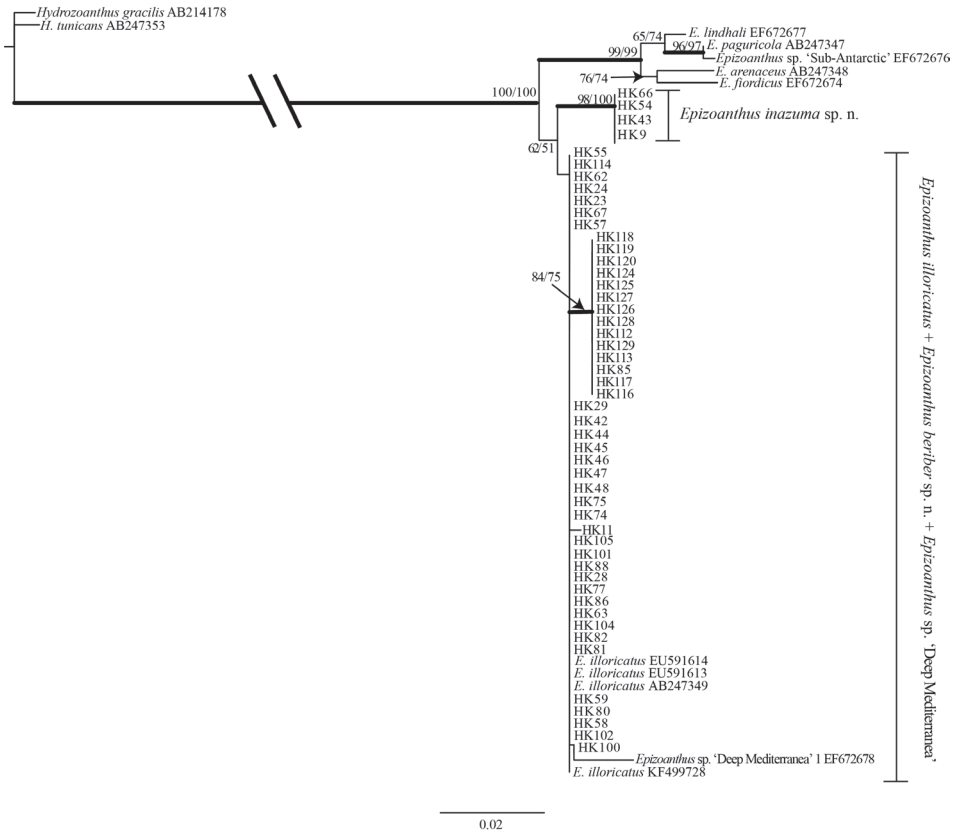 Hydrozoanthus gracilis AB214178
H. tunicans AB247353
E. lindhali EF672677
65/74
E. paguricola AB247347
96/97
99/99
Epizoanthus sp. ‘Sub-Antarctic’ EF672676
E. arenaceus AB247348
76/74
E. fiordicus EF672674
100/100
HK66
98/100
HK54
Epizoanthus inazuma sp. n.
HK43
HK9
62/51
HK55
HK114
HK62
HK24
HK23
HK67
HK57
HK118
HK119
HK120
HK124
84/75
HK125
HK127
HK126
HK128
HK112
HK129
HK113
HK85
HK117
HK116
HK29
HK42
HK44
HK45
HK46
HK47
HK48
HK75
HK74
HK11
HK105
HK101
HK88
HK28
HK77
HK86
HK63
HK104
HK82
HK81
E. illoricatus EU591614
E. illoricatus EU591613
E. illoricatus AB247349
HK59
HK80
HK58
HK102
HK100
Epizoanthus sp. ‘Deep Mediterranea’ 1 EF672678
E. illoricatus KF499728
Epizoanthus illoricatus + Epizoanthus beriber sp. n. + Epizoanthus sp. ‘Deep Mediterranea’
0.02